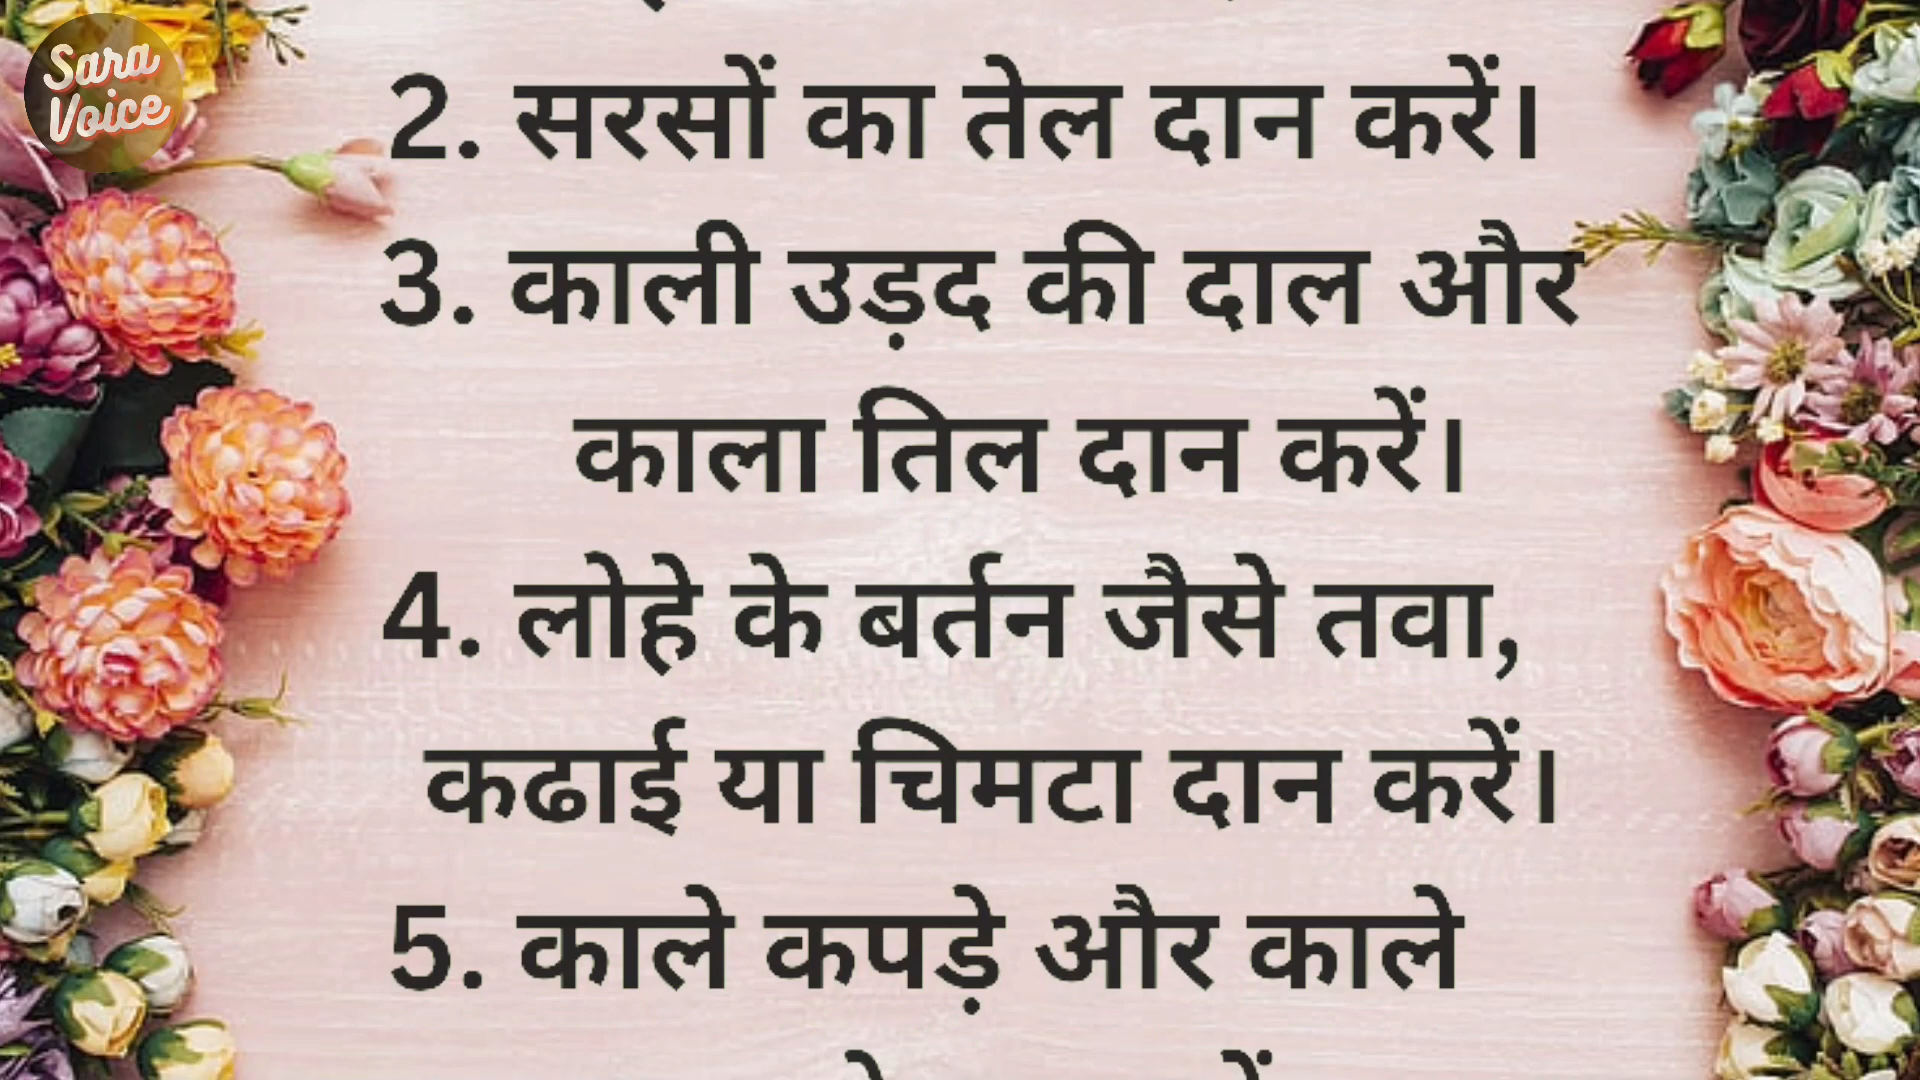 Sara
Voice
2. सरसों का तेल दान करें।
3. काली उड़द की दाल और
काला तिल दान करें।
4. लोहे के बर्तन जैसे तवा,
कढाई या चिमटा दान करें।
5. काले कपड़े और काले